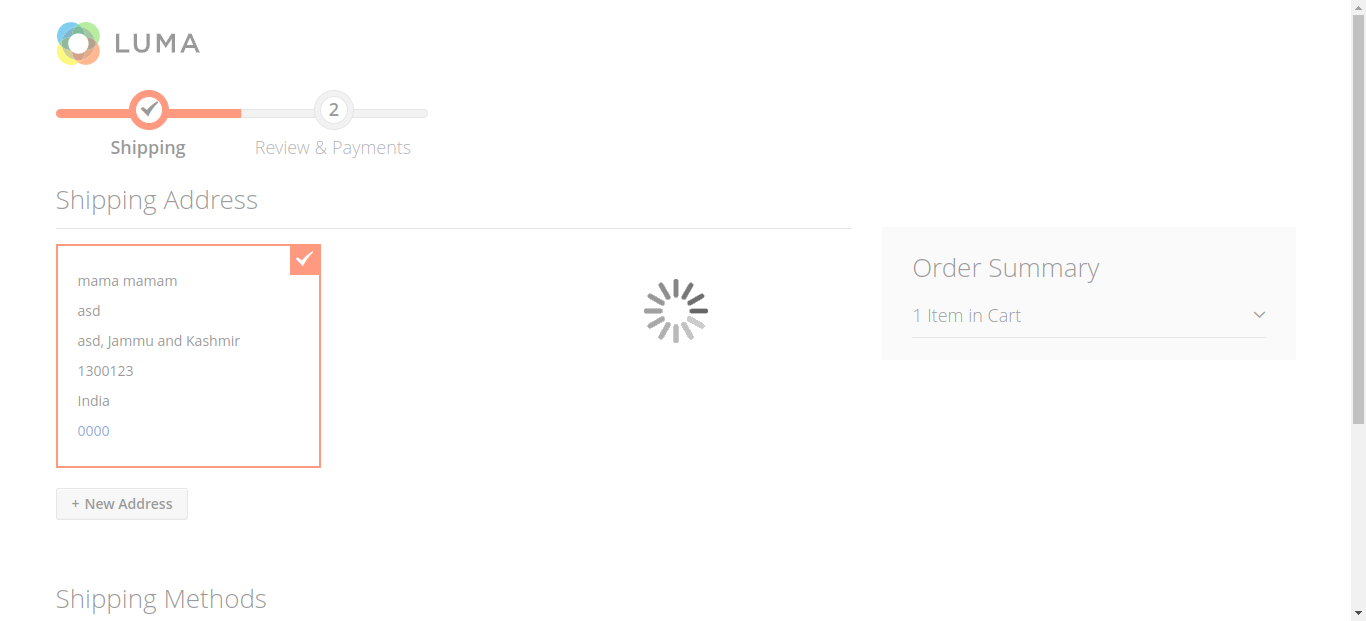 LUMA
2
Shipping
Review & Payments
Shipping Address
mama mamam
asd
asd, Jammu and Kashmir
1300123
India
0000
+ New Address
Order Summary
1 Item in Cart
Shipping Methods